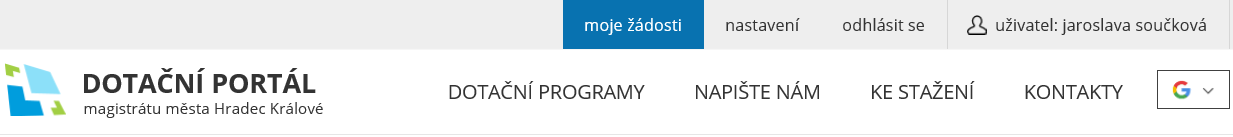 moje žádosti nastavení odhlásit se uživatel: jaroslava součková
DOTAČNÍ PORTÁL
magistrátu města Hradec Králové
DOTAČNÍ PROGRAMY NAPIŠTE NÁM KE STAŽENÍ KONTAKTY